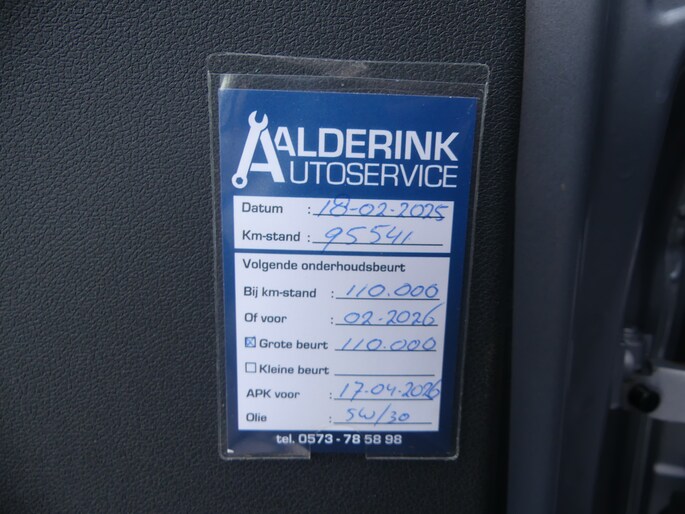 AALDERINK
AUTOSERVICE
Datum : 18-02-2025
Km-stand : 95541
Volgende onderhoudsbeurt
Bij km-stand : 110.000
Of voor : 02-2026
☒ Grote beurt : 110.000
☐ Kleine beurt :
APK voor : 17-04-2026
Olie : 5W/30
tel. 0573 - 78 58 98